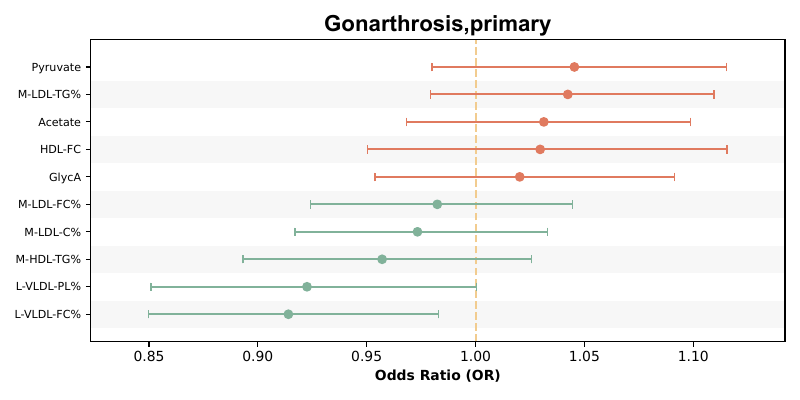 Gonarthrosis,primary
Pyruvate
M-LDL-TG%
Acetate
HDL-FC
GlycA
M-LDL-FC%
M-LDL-C%
M-HDL-TG%
L-VLDL-PL%
L-VLDL-FC%
0.85 0.90 0.95 1.00 1.05 1.10
Odds Ratio (OR)